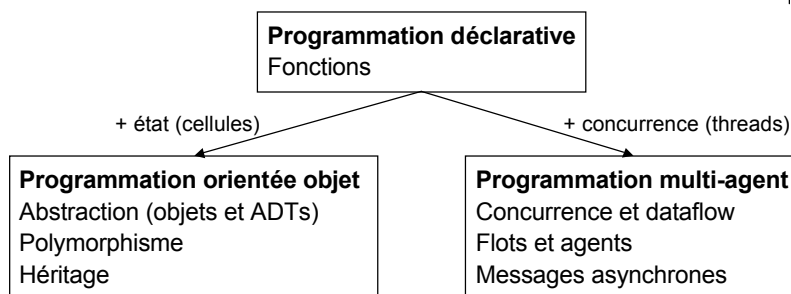 Programmation déclarative
Fonctions
+ état (cellules)
+ concurrence (threads)
Programmation orientée objet
Abstraction (objets et ADTs)
Polymorphisme
Héritage
Programmation multi-agent
Concurrence et dataflow
Flots et agents
Messages asynchrones